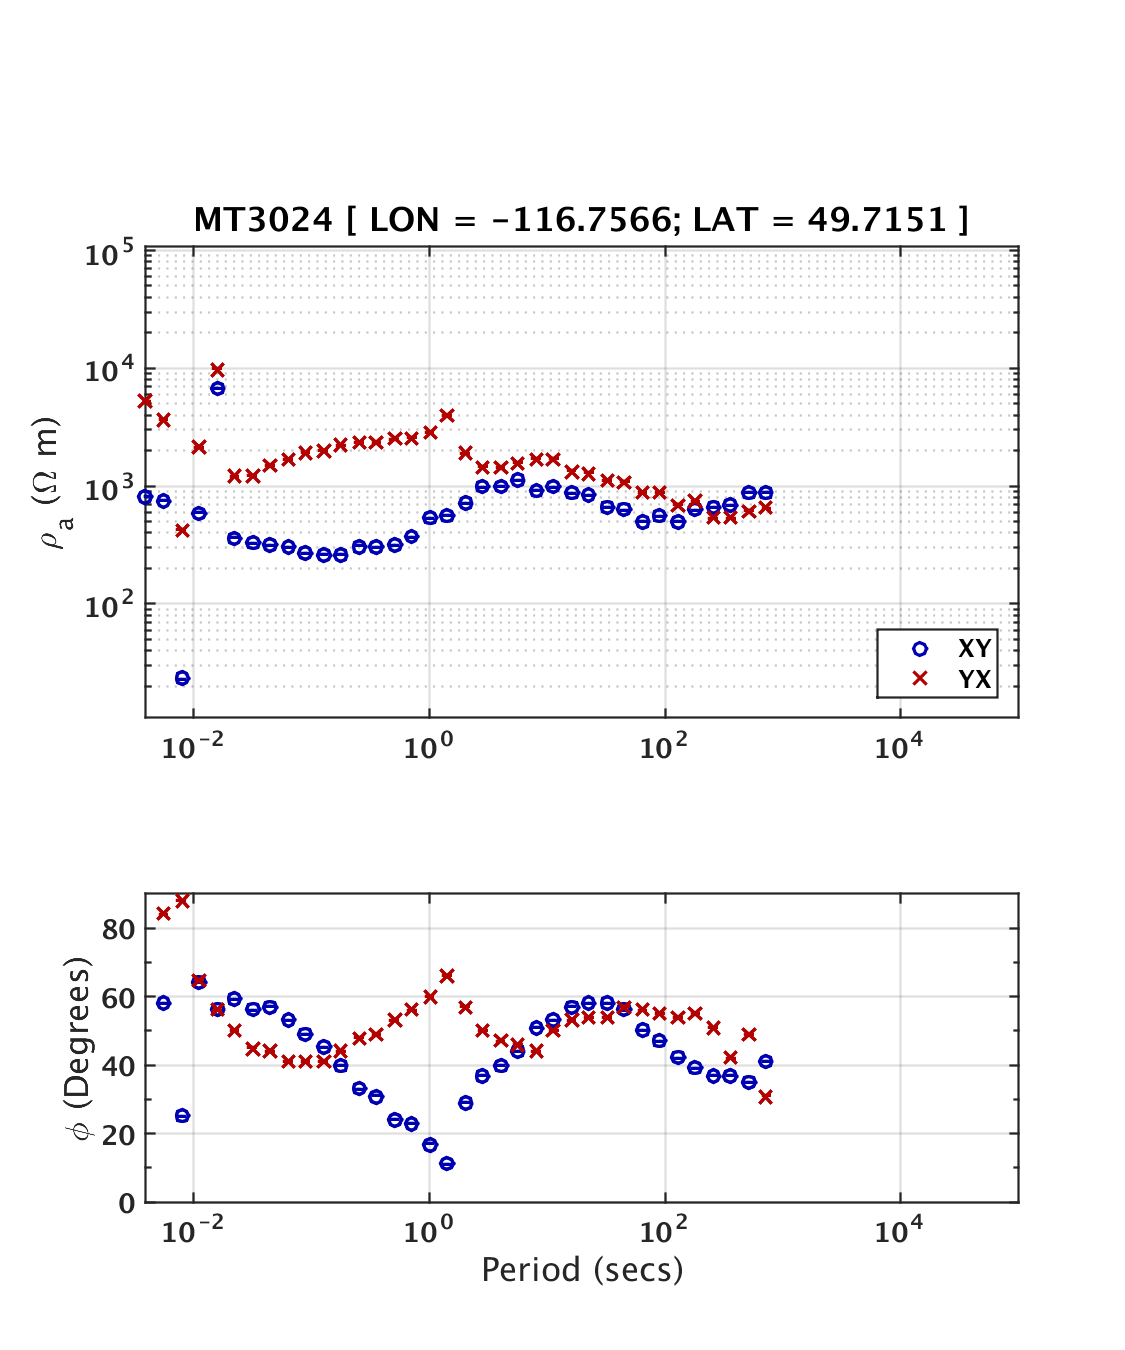 MT3024 [ LON = -116.7566; LAT = 49.7151 ]
10^5
10^4
10^3
10^2
ρ_a (Ω m)
XY
YX
10^-2 10^0 10^2 10^4
80
60
40
20
0
ϕ (Degrees)
10^-2 10^0 10^2 10^4
Period (secs)